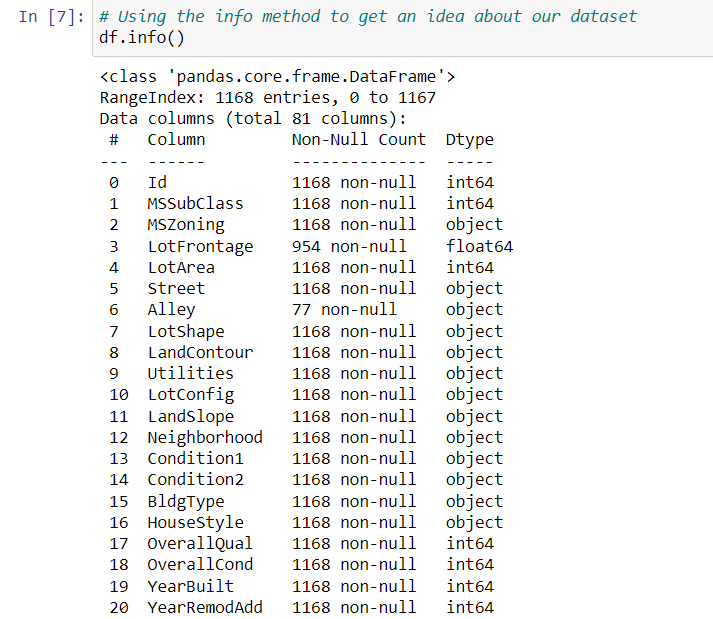 In [7]: # Using the info method to get an idea about our dataset
df.info()
<class 'pandas.core.frame.DataFrame'>
RangeIndex: 1168 entries, 0 to 1167
Data columns (total 81 columns):
# Column Non-Null Count Dtype
--- ------ -------------- -----
0 Id 1168 non-null int64
1 MSSubClass 1168 non-null int64
2 MSZoning 1168 non-null object
3 LotFrontage 954 non-null float64
4 LotArea 1168 non-null int64
5 Street 1168 non-null object
6 Alley 77 non-null object
7 LotShape 1168 non-null object
8 LandContour 1168 non-null object
9 Utilities 1168 non-null object
10 LotConfig 1168 non-null object
11 LandSlope 1168 non-null object
12 Neighborhood 1168 non-null object
13 Condition1 1168 non-null object
14 Condition2 1168 non-null object
15 BldgType 1168 non-null object
16 HouseStyle 1168 non-null object
17 OverallQual 1168 non-null int64
18 OverallCond 1168 non-null int64
19 YearBuilt 1168 non-null int64
20 YearRemodAdd 1168 non-null int64